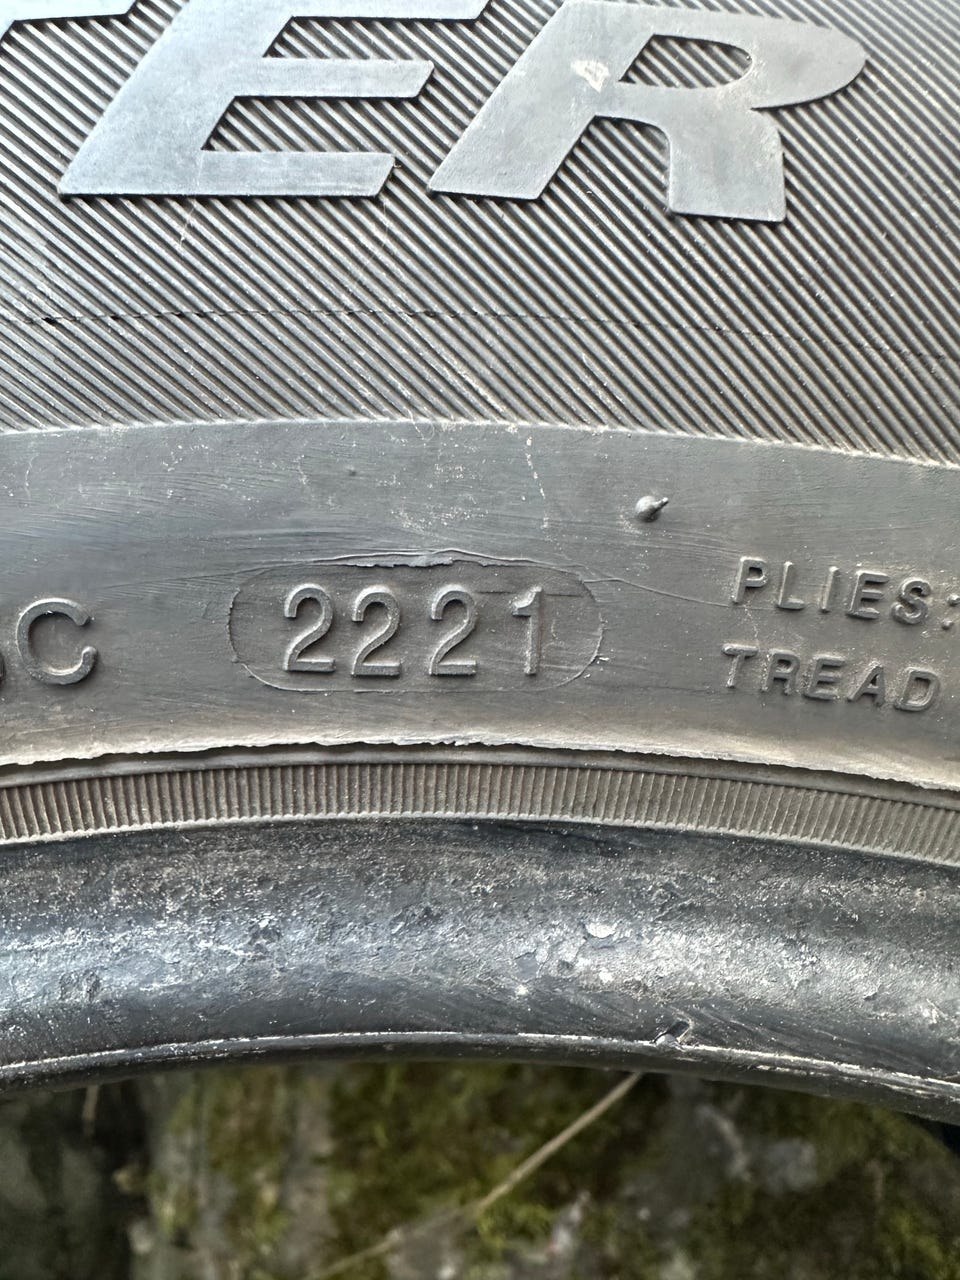 ER
C 2221
PLIES:
TREAD